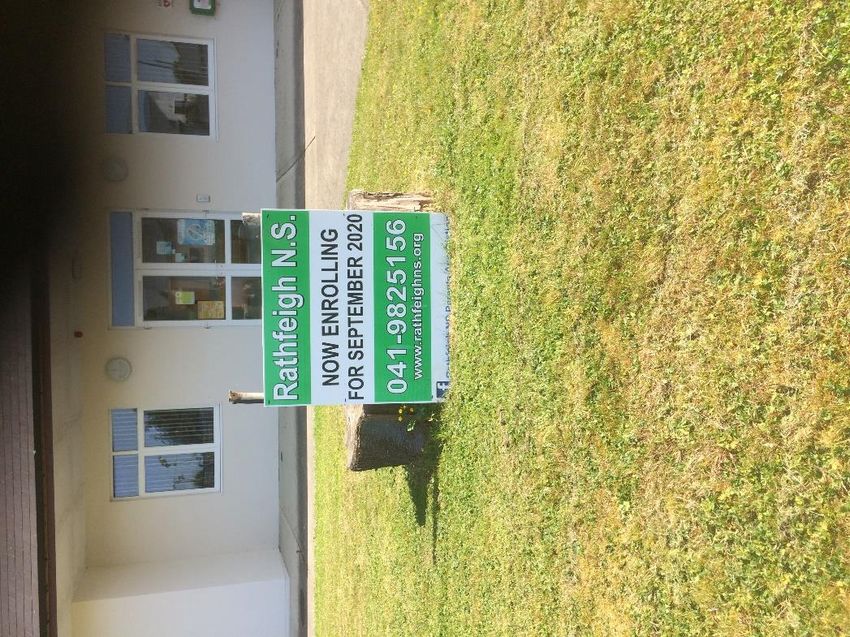 Rathfeigh N.S.
NOW ENROLLING
FOR SEPTEMBER 2020
041-9825156
www.rathfeighns.org